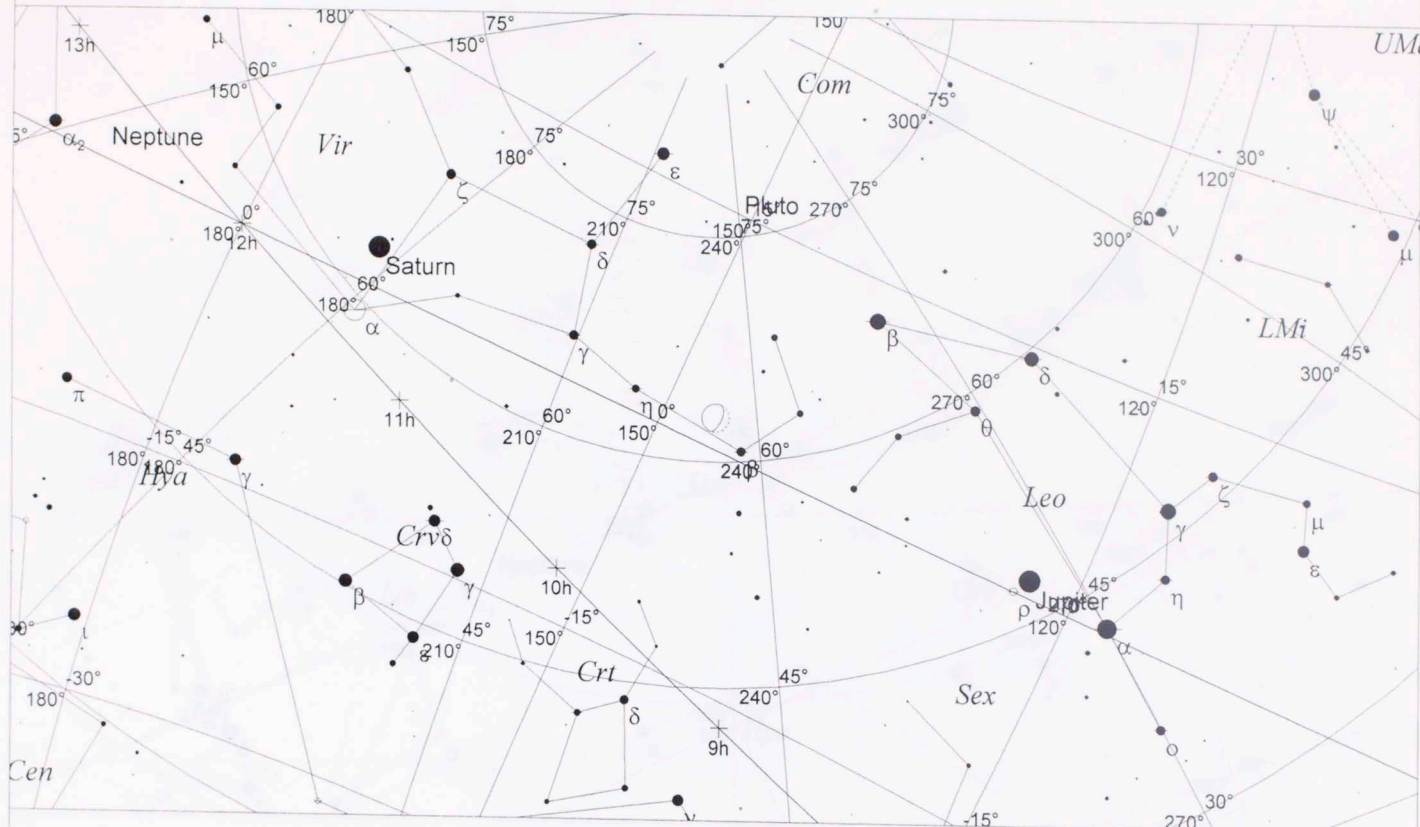 13h
μ
180°
75°
150°
150
UMa
60°
150°
Com
75°
300°
ψ
α₂
Neptune
Vir
75°
180°
30°
120°
ε
ζ
75°
210°
Pluto
75°
270°
150°
75°
240°
60°
300°
ν
μ
0°
180°
12h
Saturn
δ
60°
180°
α
LMi
45°
300°
β
γ
δ
π
η
0°
60°
270°
15°
120°
θ
11h
60°
210°
150°
-15°
45°
180°
180°
Hya
γ
60°
240°
β
Leo
ζ
γ
μ
ε
Crv
δ
β
γ
10h
45°
Jupiter
ρ
120°
η
α
ι
ε
45°
210°
-15°
150°
-30°
180°
Crt
45°
240°
Sex
δ
9h
ο
Cen
ν
-15°
30°
270°